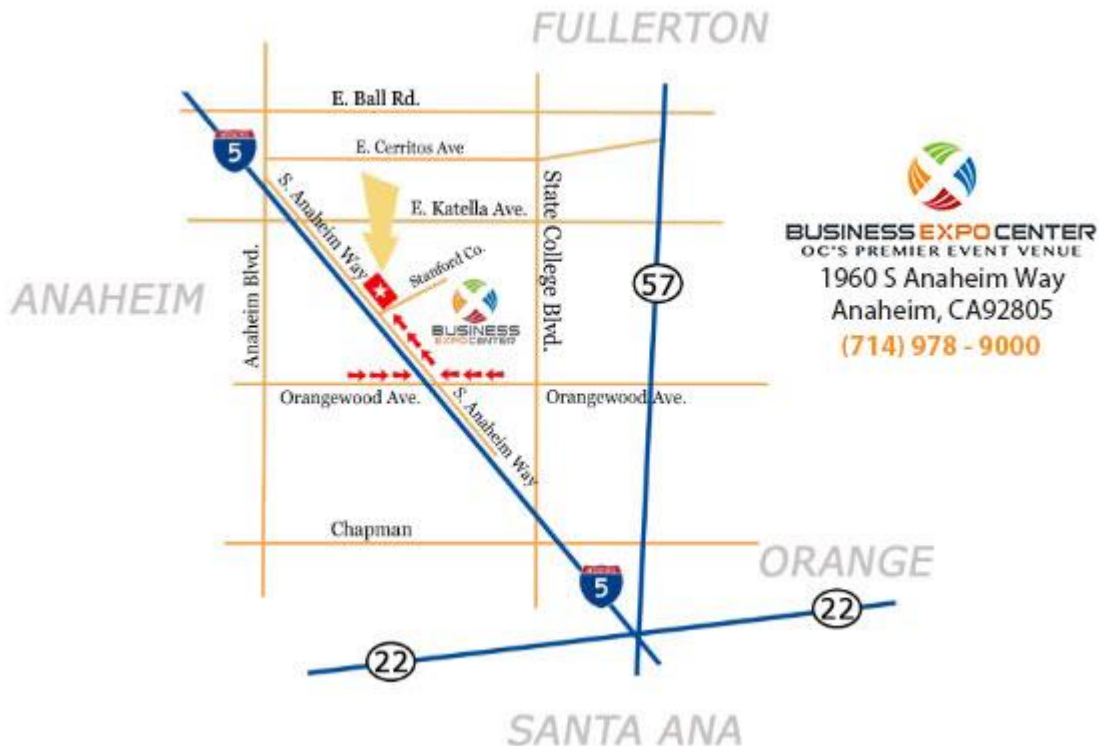 FULLERTON
E. Ball Rd.
5
E. Cerritos Ave
S. Anaheim Way
E. Katella Ave.
State College Blvd.
Stanford Co.
Anaheim Blvd.
ANAHEIM
BUSINESS
EXPO CENTER
57
BUSINESS EXPO CENTER
OC'S PREMIER EVENT VENUE
1960 S Anaheim Way
Anaheim, CA92805
(714) 978 - 9000
Orangewood Ave.
Orangewood Ave.
S. Anaheim Way
Chapman
ORANGE
5
22
22
SANTA ANA